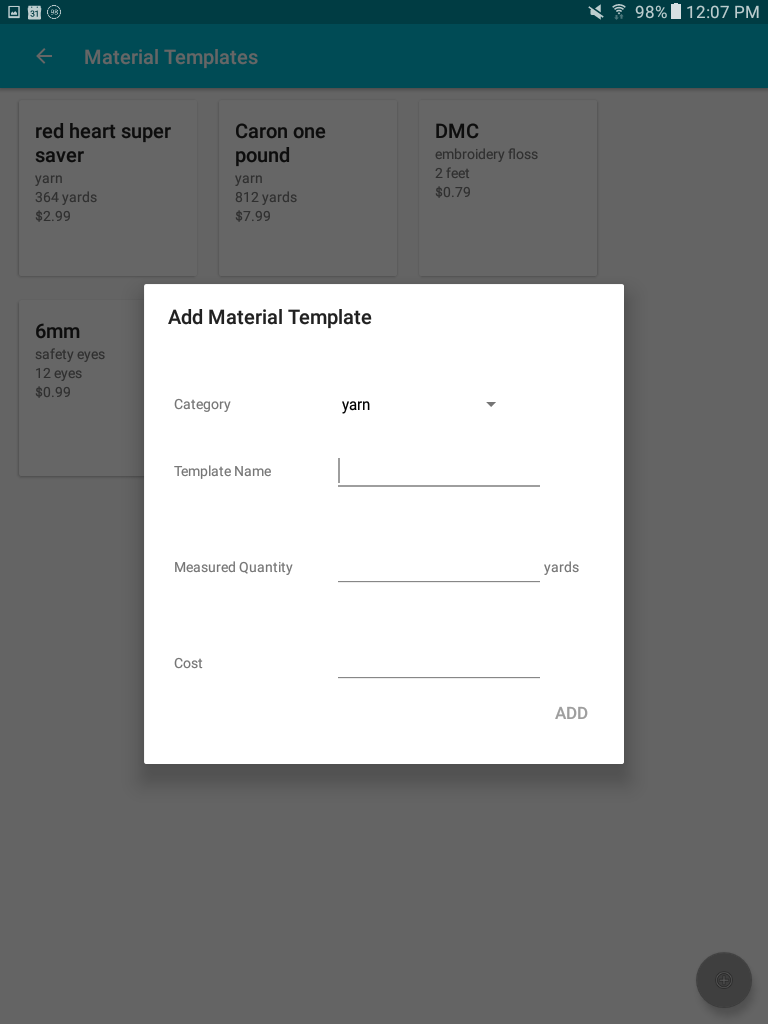 31 98 98% 12:07 PM
Material Templates
red heart super
saver
yarn
364 yards
$2.99
Caron one
pound
yarn
812 yards
$7.99
DMC
embroidery floss
2 feet
$0.79
6mm
safety eyes
12 eyes
$0.99
Add Material Template
Category yarn
Template Name
Measured Quantity yards
Cost
ADD